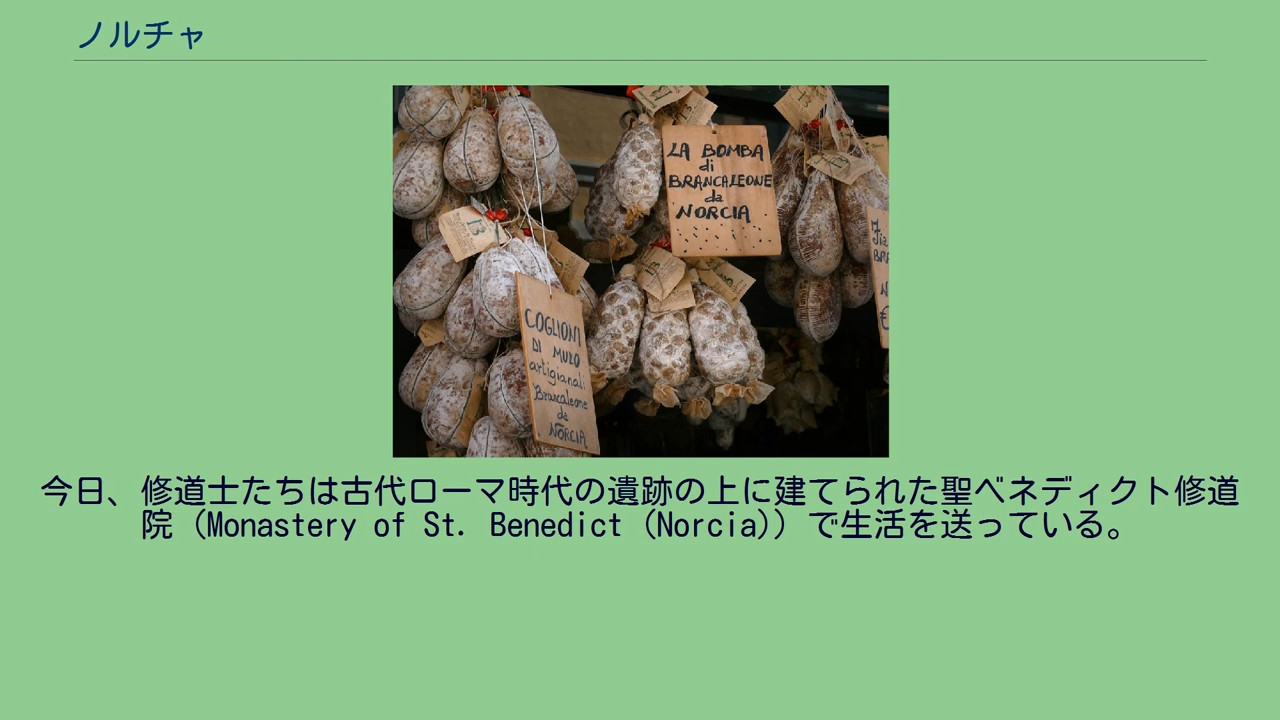 ノルチャ
LA BOMBA
di
BRANCALEONE
da
NORCIA
COGLIONI
DI MULO
artigianali
Brancaleone
da
NORCIA
今日、修道士たちは古代ローマ時代の遺跡の上に建てられた聖ベネディクト修道
院（Monastery of St. Benedict (Norcia)）で生活を送っている。